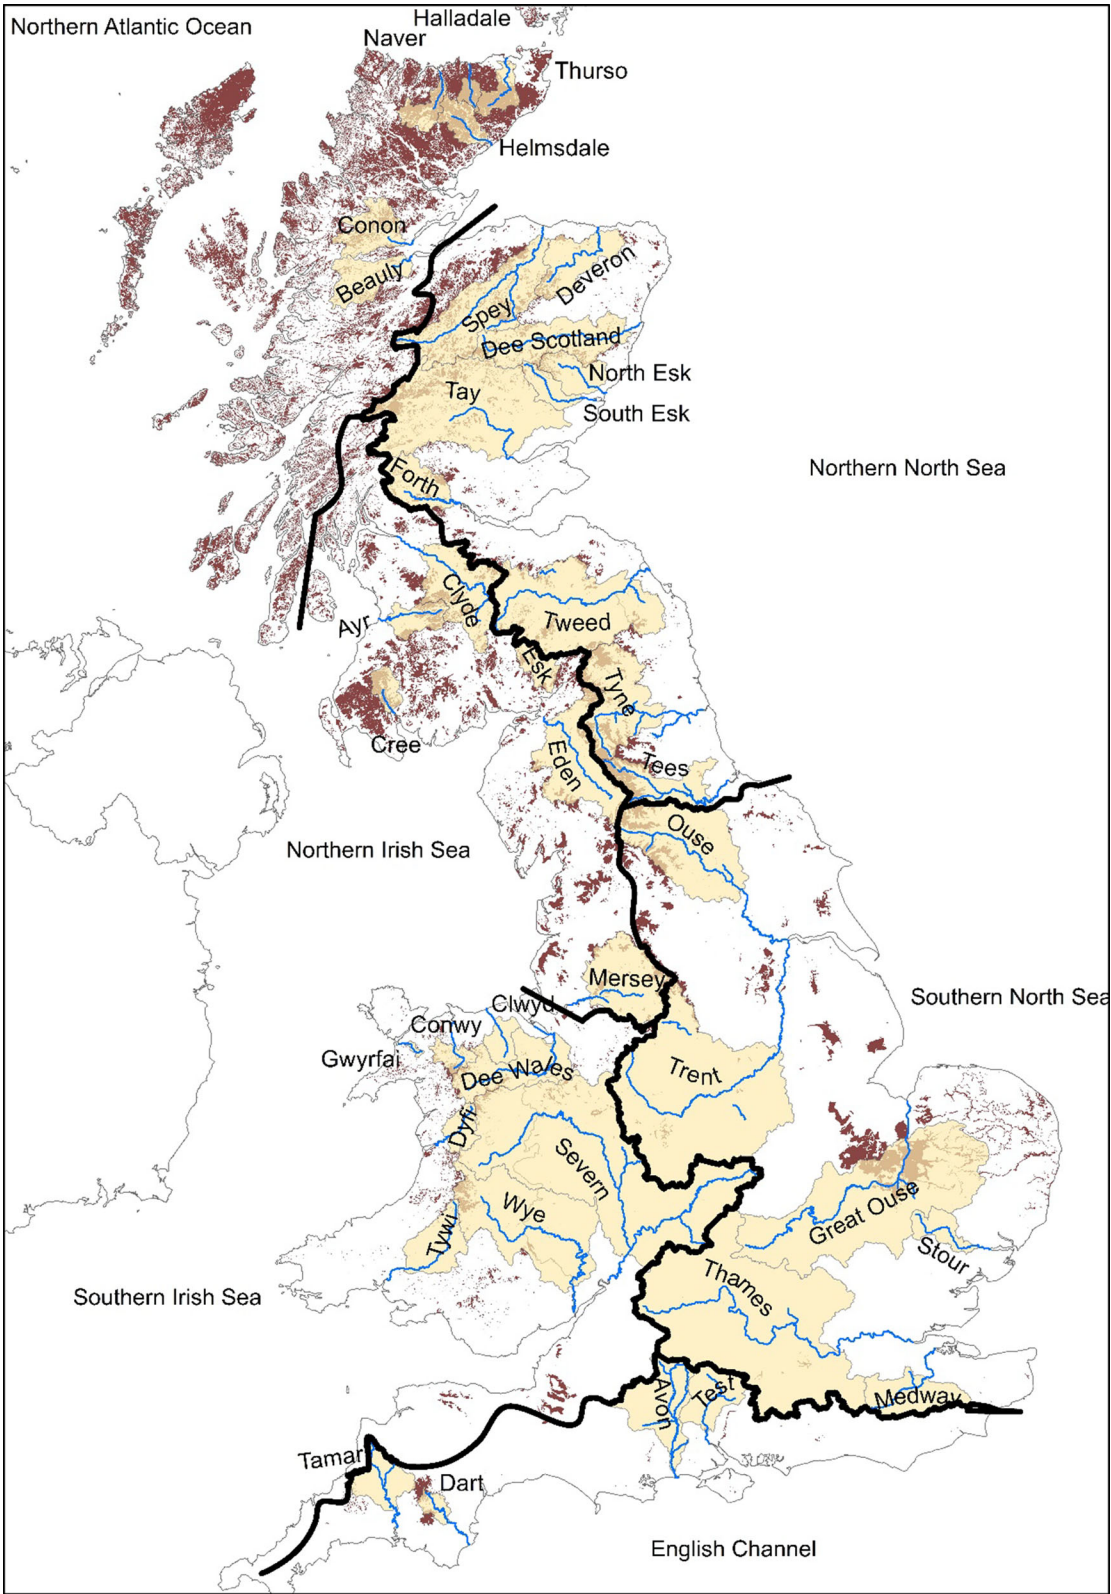 Halladale
Northern Atlantic Ocean
Naver
Thurso
Helmsdale
Conon
Beauly
Deveron
Spey
Dee Scotland
North Esk
Tay
South Esk
Northern North Sea
Forth
Clyde
Ayr
Tweed
Esk
Tyne
Cree
Eden
Tees
Ouse
Northern Irish Sea
Mersey
Southern North Sea
Clwyd
Conwy
Gwyrfai
Dee Wales
Trent
Dyfi
Severn
Wye
Great Ouse
Tywi
Stour
Thames
Southern Irish Sea
Avon
Test
Medway
Tamar
Dart
English Channel